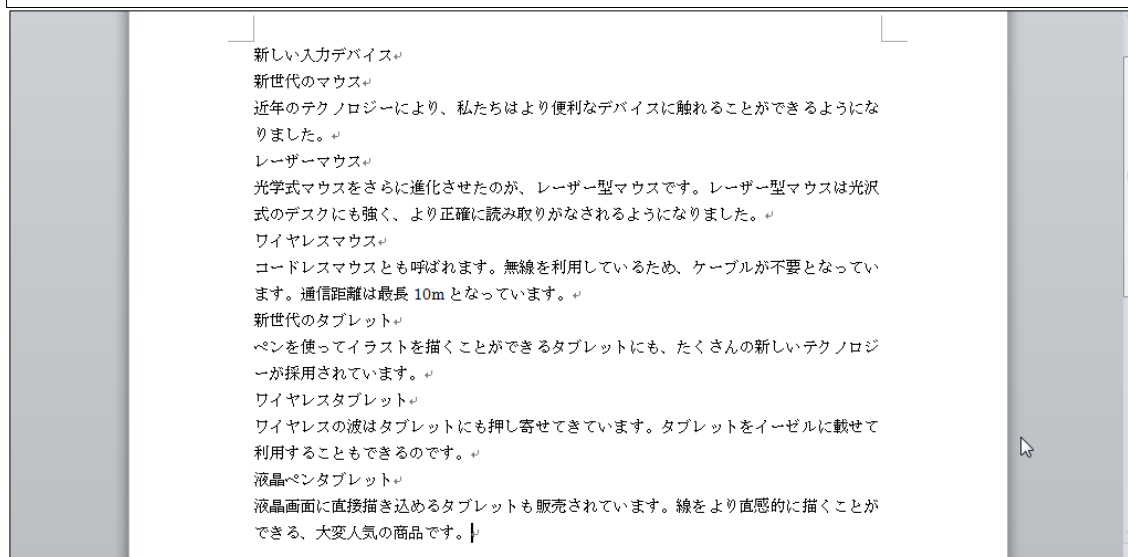 新しい入力デバイス
新世代のマウス
近年のテクノロジーにより、私たちはより便利なデバイスに触れることができるようにな
りました。
レーザーマウス
光学式マウスをさらに進化させたのが、レーザー型マウスです。レーザー型マウスは光沢
式のデスクにも強く、より正確に読み取りがなされるようになりました。
ワイヤレスマウス
コードレスマウスとも呼ばれます。無線を利用しているため、ケーブルが不要となってい
ます。通信距離は最長 10m となっています。
新世代のタブレット
ペンを使ってイラストを描くことができるタブレットにも、たくさんの新しいテクノロジ
ーが採用されています。
ワイヤレスタブレット
ワイヤレスの波はタブレットにも押し寄せてきています。タブレットをイーゼルに載せて
利用することもできるのです。
液晶ペンタブレット
液晶画面に直接描き込めるタブレットも販売されています。線をより直感的に描くことが
できる、大変人気の商品です。